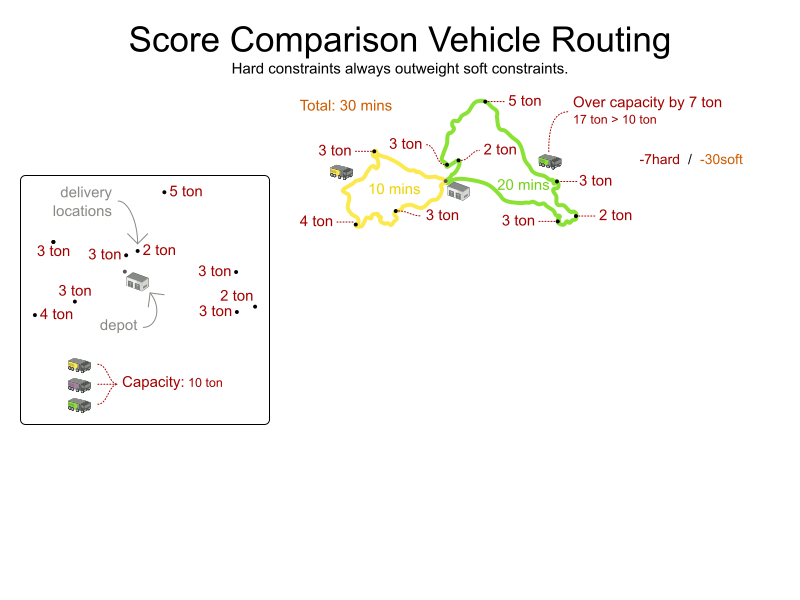 Score Comparison Vehicle Routing
Hard constraints always outweight soft constraints.
Total: 30 mins
5 ton
Over capacity by 7 ton
17 ton > 10 ton
3 ton
3 ton
2 ton
-7hard / -30soft
10 mins
20 mins
3 ton
4 ton
3 ton
3 ton
2 ton
delivery
locations
5 ton
3 ton
3 ton
2 ton
3 ton
3 ton
2 ton
4 ton
3 ton
depot
Capacity: 10 ton